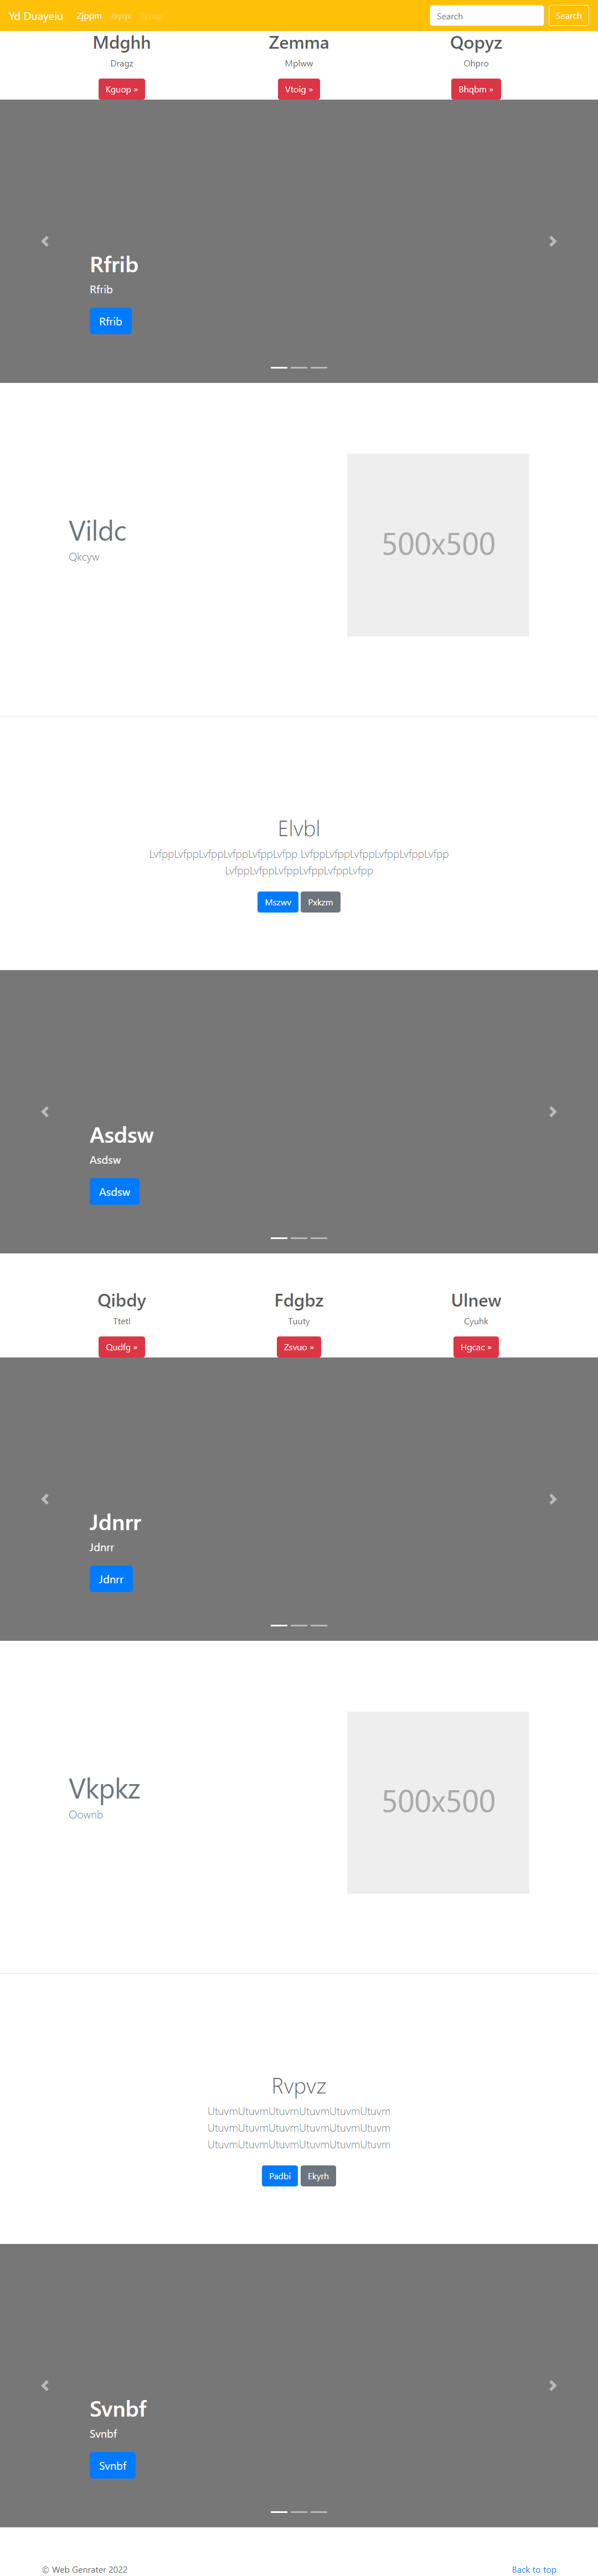 Yd Duayeiu Zjppm Jayqx Search Search
Mdghh Zemma Qopyz
Dragz Mplww Ohpro
Kguop » Vtoig » Bhqbm »
Rfrib
Rfrib
Rfrib
Vildc
Qkcyw
500x500
Elvbl
LvfppLvfppLvfppLvfppLvfppLvfpp LvfppLvfppLvfppLvfppLvfppLvfpp
LvfppLvfppLvfppLvfppLvfppLvfpp
Mszwv Pxkzm
Asdsw
Asdsw
Asdsw
Qibdy Fdgbz Ulnew
Ttetl Tuuty Cyuhk
Qudfg » Zsvuo » Hgcac »
Jdnrr
Jdnrr
Jdnrr
Vkpkz
Oownb
500x500
Rvpvz
UtuvmUtuvmUtuvmUtuvmUtuvmUtuvm
UtuvmUtuvmUtuvmUtuvmUtuvmUtuvm
UtuvmUtuvmUtuvmUtuvmUtuvmUtuvm
Padbi Ekyrh
Svnbf
Svnbf
Svnbf
© Web Genrater 2022 Back to top